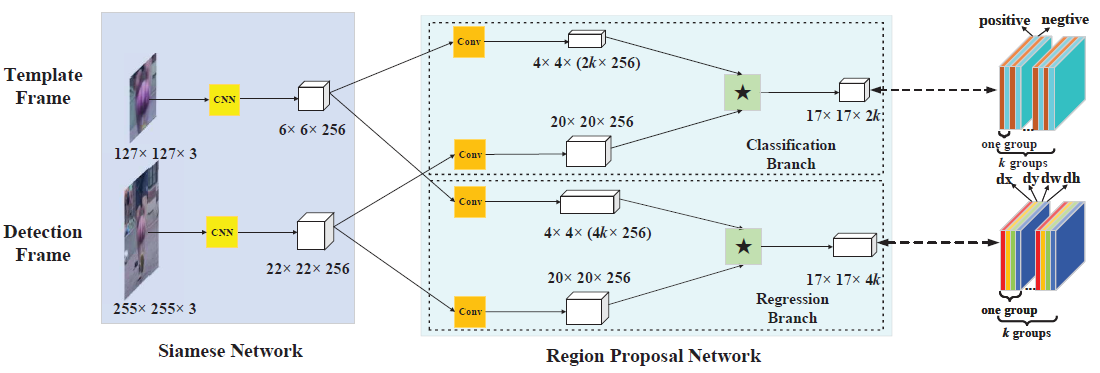 Template
Frame
127× 127× 3
CNN
6× 6× 256
Detection
Frame
255× 255× 3
CNN
22× 22× 256
Siamese Network
Conv
4× 4× (2k× 256)
Conv
20× 20× 256
★
17× 17× 2k
Classification
Branch
Conv
4× 4× (4k× 256)
Conv
20× 20× 256
★
17× 17× 4k
Regression
Branch
Region Proposal Network
positive negtive
...
one group
k groups
dx dy dw dh
...
one group
k groups